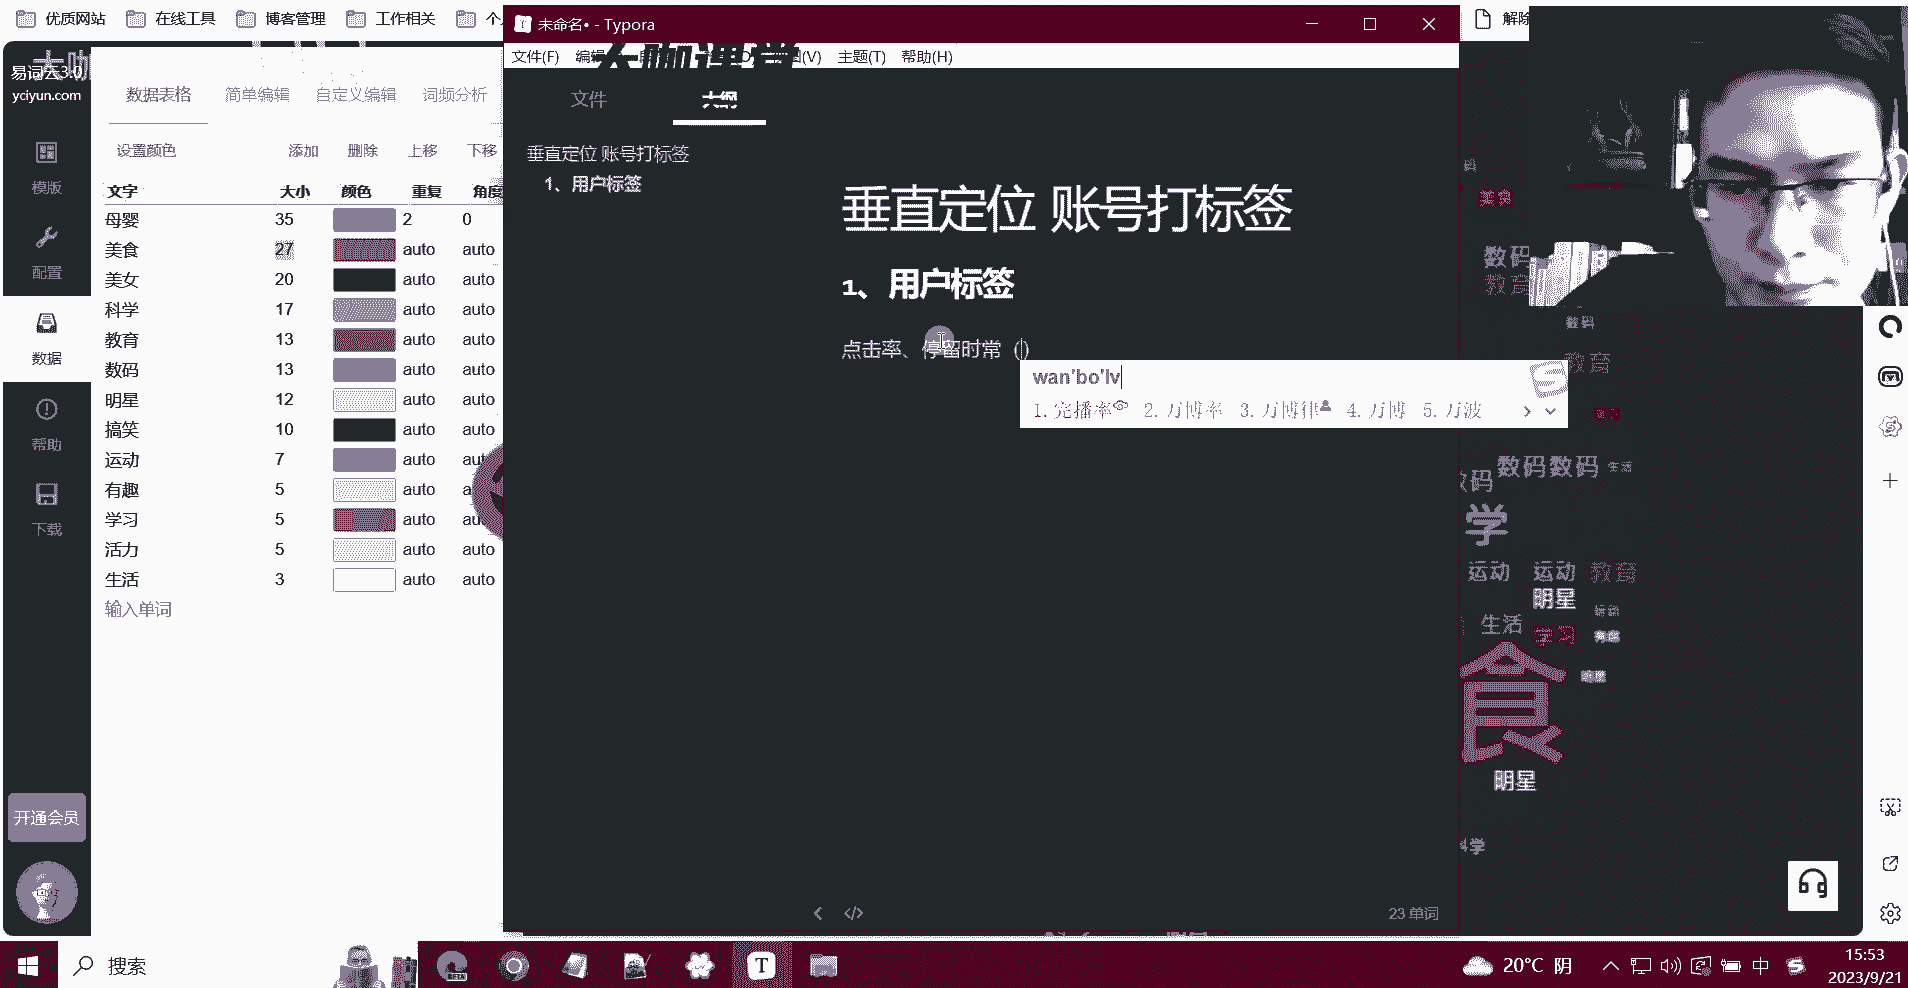 优质网站 在线工具 博客管理 工作相关
未命名• - Typora
解除
文件(F) 编辑 主题(T) 帮助(H)
大咖课堂
易词云3.0
yciyun.com
数据表格 简单编辑 自定义编辑 词频分析
设置颜色 添加 删除 上移 下移
文字 大小 颜色 重复 角度
母婴 35 2 0
美食 27 auto auto
美女 20 auto auto
科学 17 auto auto
教育 13 auto auto
数码 13 auto auto
明星 12 auto auto
搞笑 10 auto auto
运动 7 auto auto
有趣 5 auto
学习 5 auto
活力 5 auto auto
生活 3 auto auto
输入单词
模版
配置
数据
帮助
下载
开通会员
文件 大纲
垂直定位 账号打标签
1、用户标签
垂直定位 账号打标签
1、用户标签
点击率、停留时常（）
wan'bo'lv
1.完播率 2.万博率 3.万博律 4.万博 5.万波
美食
数码
教育
数码
教育
数码数码 生活
学
运动 运动 教育
明星
生活 学习
食
明星
23 单词
搜索
20°C 阴
中
15:53
2023/9/21